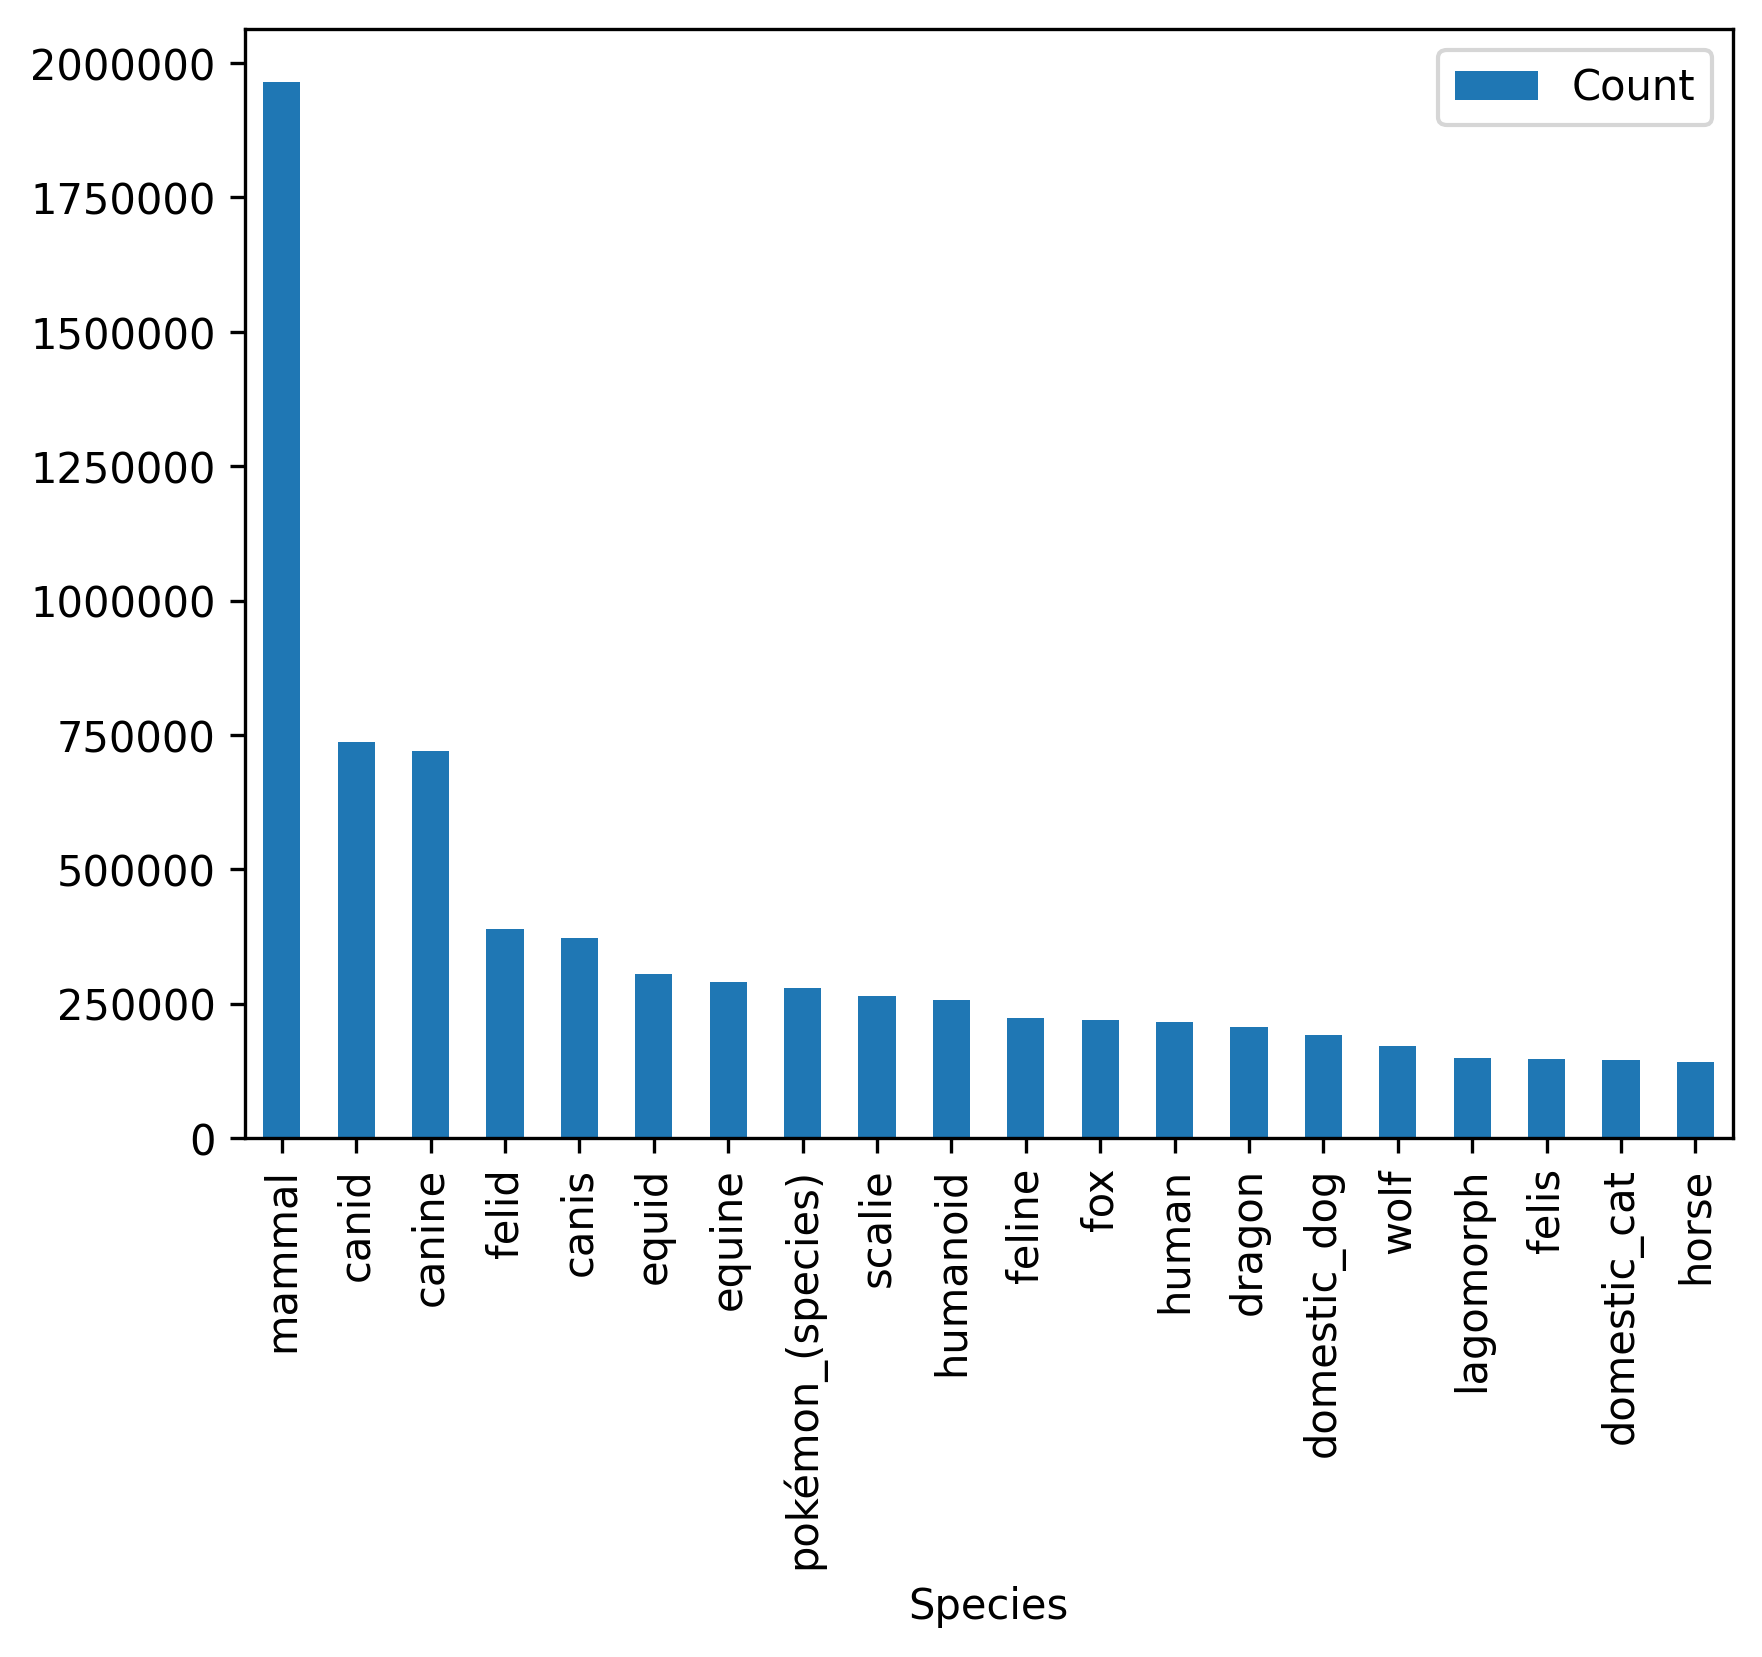 2000000
1750000
1500000
1250000
1000000
750000
500000
250000
0
Count
mammal
canid
canine
felid
canis
equid
equine
pokémon_(species)
scalie
humanoid
feline
fox
human
dragon
domestic_dog
wolf
lagomorph
felis
domestic_cat
horse
Species